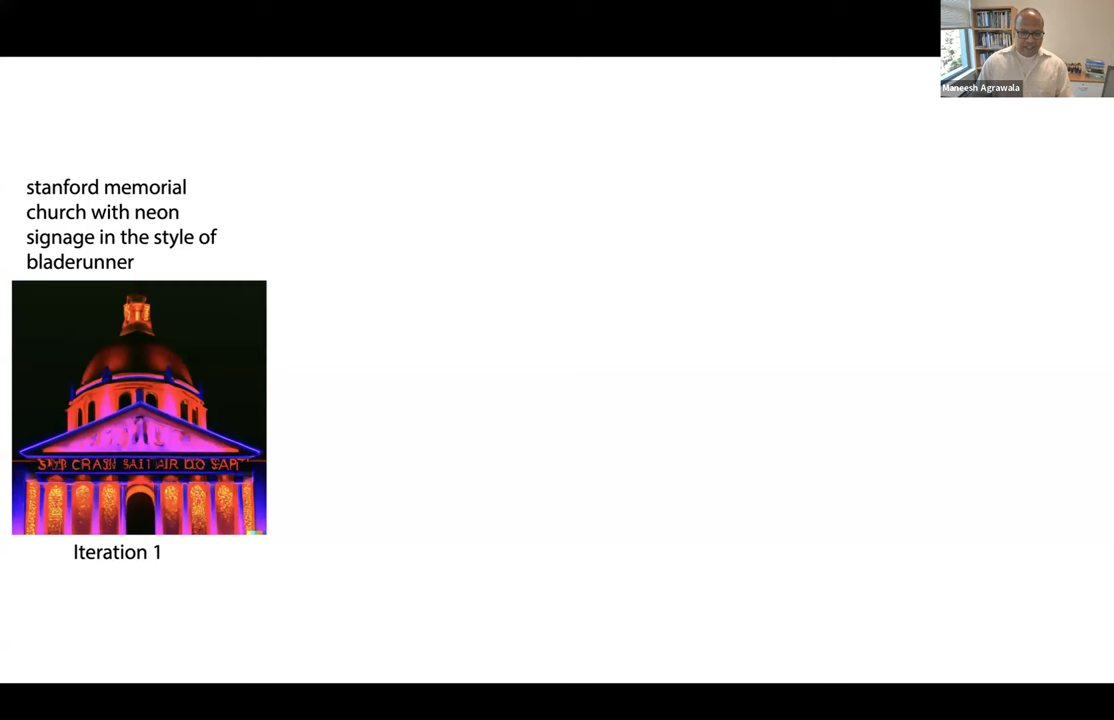 Maneesh Agrawala
stanford memorial
church with neon
signage in the style of
bladerunner
Iteration 1